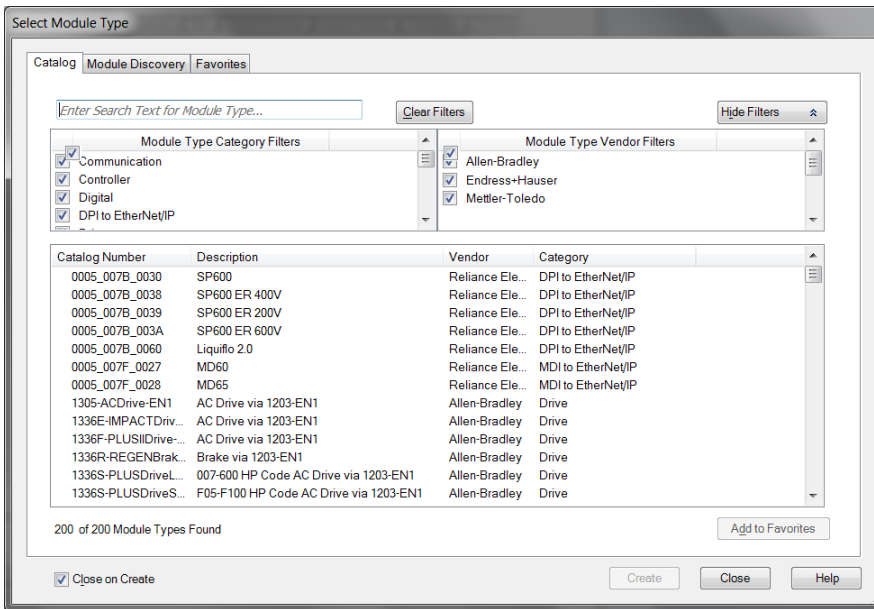 Select Module Type
Catalog Module Discovery Favorites
Enter Search Text for Module Type...
Clear Filters
Hide Filters
Module Type Category Filters
Communication
Controller
Digital
DPI to EtherNet/IP
Module Type Vendor Filters
Allen-Bradley
Endress+Hauser
Mettler-Toledo
Catalog Number Description Vendor Category
0005_007B_0030 SP600 Reliance Ele... DPI to EtherNet/IP
0005_007B_0038 SP600 ER 400V Reliance Ele... DPI to EtherNet/IP
0005_007B_0039 SP600 ER 200V Reliance Ele... DPI to EtherNet/IP
0005_007B_003A SP600 ER 600V Reliance Ele... DPI to EtherNet/IP
0005_007B_0060 Liquiflo 2.0 Reliance Ele... DPI to EtherNet/IP
0005_007F_0027 MD60 Reliance Ele... MDI to EtherNet/IP
0005_007F_0028 MD65 Reliance Ele... MDI to EtherNet/IP
1305-ACDrive-EN1 AC Drive via 1203-EN1 Allen-Bradley Drive
1336E-IMPACTDriv... AC Drive via 1203-EN1 Allen-Bradley Drive
1336F-PLUSIIDrive-... AC Drive via 1203-EN1 Allen-Bradley Drive
1336R-REGENBrak... Brake via 1203-EN1 Allen-Bradley Drive
1336S-PLUSDriveL... 007-600 HP Code AC Drive via 1203-EN1 Allen-Bradley Drive
1336S-PLUSDriveS... F05-F100 HP Code AC Drive via 1203-EN1 Allen-Bradley Drive
200 of 200 Module Types Found
Add to Favorites
Close on Create
Create
Close
Help